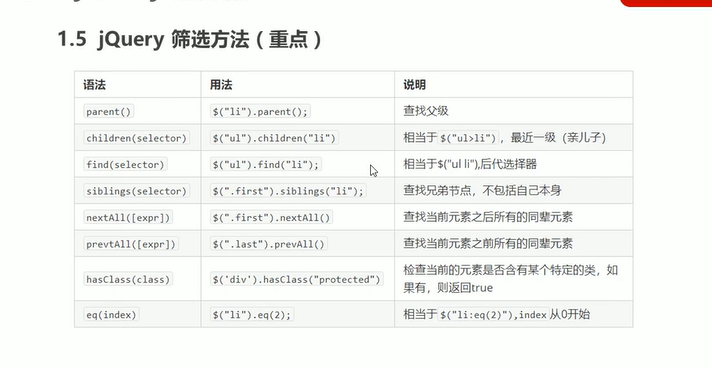 1.5 jQuery 筛选方法（重点）
语法 用法 说明
parent() $("li").parent(); 查找父级
children(selector) $("ul").children("li") 相当于$("ul>li")，最近一级（亲儿子）
find(selector) $("ul").find("li"); 相当于$("ul li"),后代选择器
siblings(selector) $(".first").siblings("li"); 查找兄弟节点，不包括自己本身
nextAll([expr]) $(".first").nextAll() 查找当前元素之后所有的同辈元素
prevtAll([expr]) $(".last").prevAll() 查找当前元素之前所有的同辈元素
hasClass(class) $('div').hasClass("protected") 检查当前的元素是否含有某个特定的类，如
果有，则返回true
eq(index) $("li").eq(2); 相当于 $("li:eq(2)"),index 从0开始